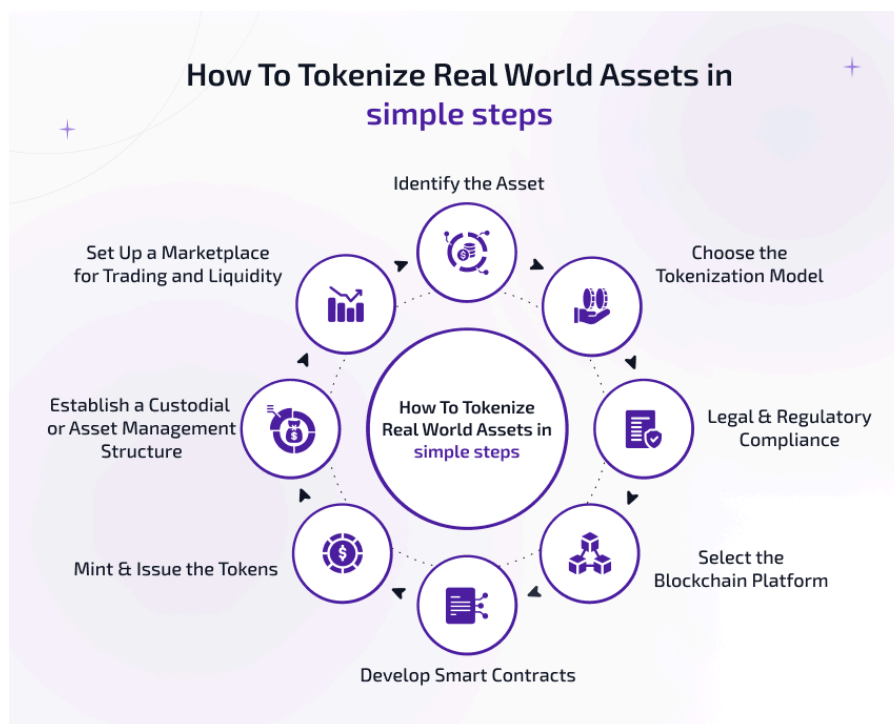 How To Tokenize Real World Assets in
simple steps
Identify the Asset
Choose the
Tokenization Model
Legal & Regulatory
Compliance
Select the
Blockchain Platform
Develop Smart Contracts
Mint & Issue the Tokens
Establish a Custodial
or Asset Management
Structure
Set Up a Marketplace
for Trading and Liquidity
How To Tokenize
Real World Assets in
simple steps